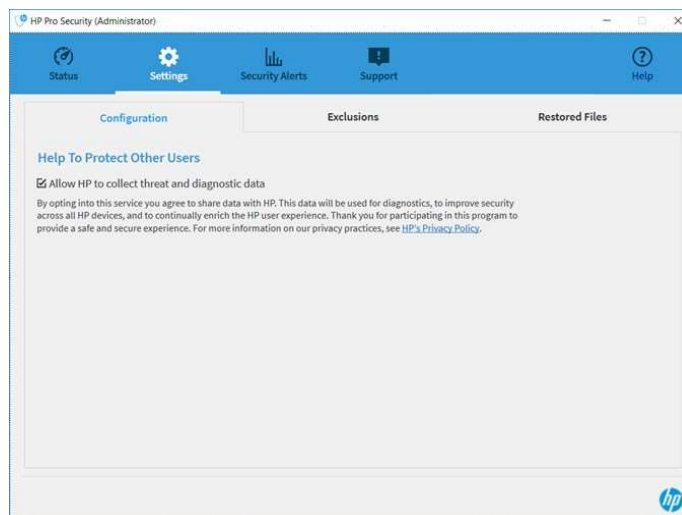 HP Pro Security (Administrator)
Status
Settings
Security Alerts
Support
Help
Configuration
Exclusions
Restored Files
Help To Protect Other Users
Allow HP to collect threat and diagnostic data
By opting into this service you agree to share data with HP. This data will be used for diagnostics, to improve security
across all HP devices, and to continually enrich the HP user experience. Thank you for participating in this program to
provide a safe and secure experience. For more information on our privacy practices, see HP's Privacy Policy.
hp